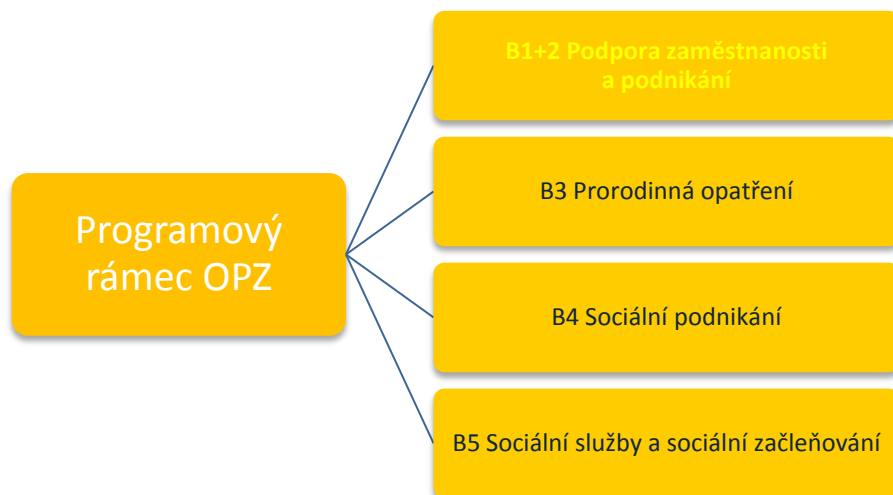 Programový
rámec OPZ
B1+2 Podpora zaměstnanosti
a podnikání
B3 Prorodinná opatření
B4 Sociální podnikání
B5 Sociální služby a sociální začleňování